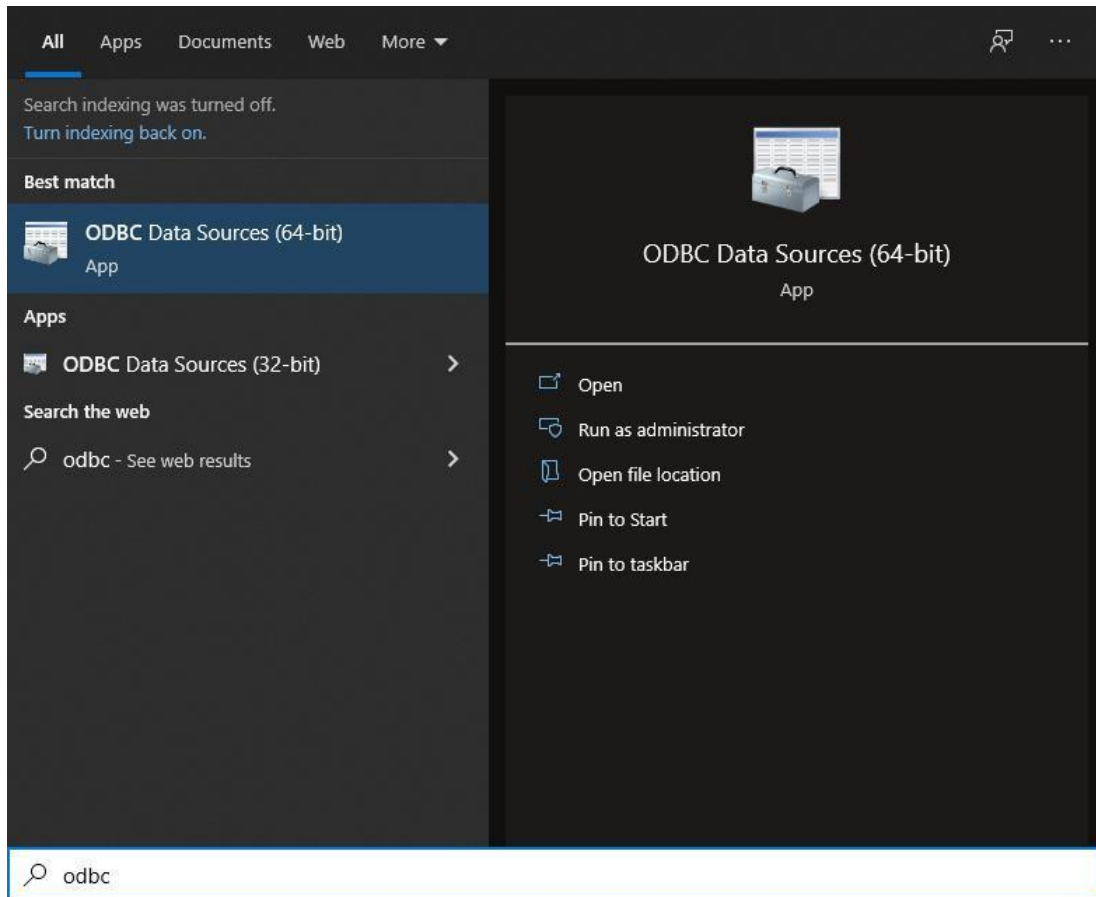 All Apps Documents Web More
Search indexing was turned off.
Turn indexing back on.
Best match
ODBC Data Sources (64-bit)
App
Apps
ODBC Data Sources (32-bit)
Search the web
odbc - See web results
ODBC Data Sources (64-bit)
App
Open
Run as administrator
Open file location
Pin to Start
Pin to taskbar
odbc